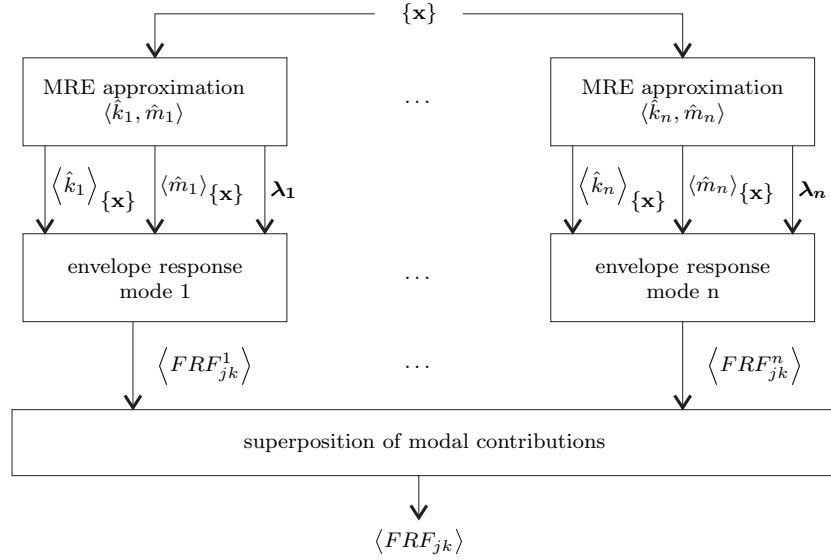 {x}
MRE approximation
⟨k̂₁, m̂₁⟩
...
MRE approximation
⟨k̂ₙ, m̂ₙ⟩
⟨k̂₁⟩{x} ⟨m̂₁⟩{x} λ₁
⟨k̂ₙ⟩{x} ⟨m̂ₙ⟩{x} λₙ
envelope response
mode 1
...
envelope response
mode n
⟨FRF¹ⱼₖ⟩ ... ⟨FRFⁿⱼₖ⟩
superposition of modal contributions
⟨FRFⱼₖ⟩